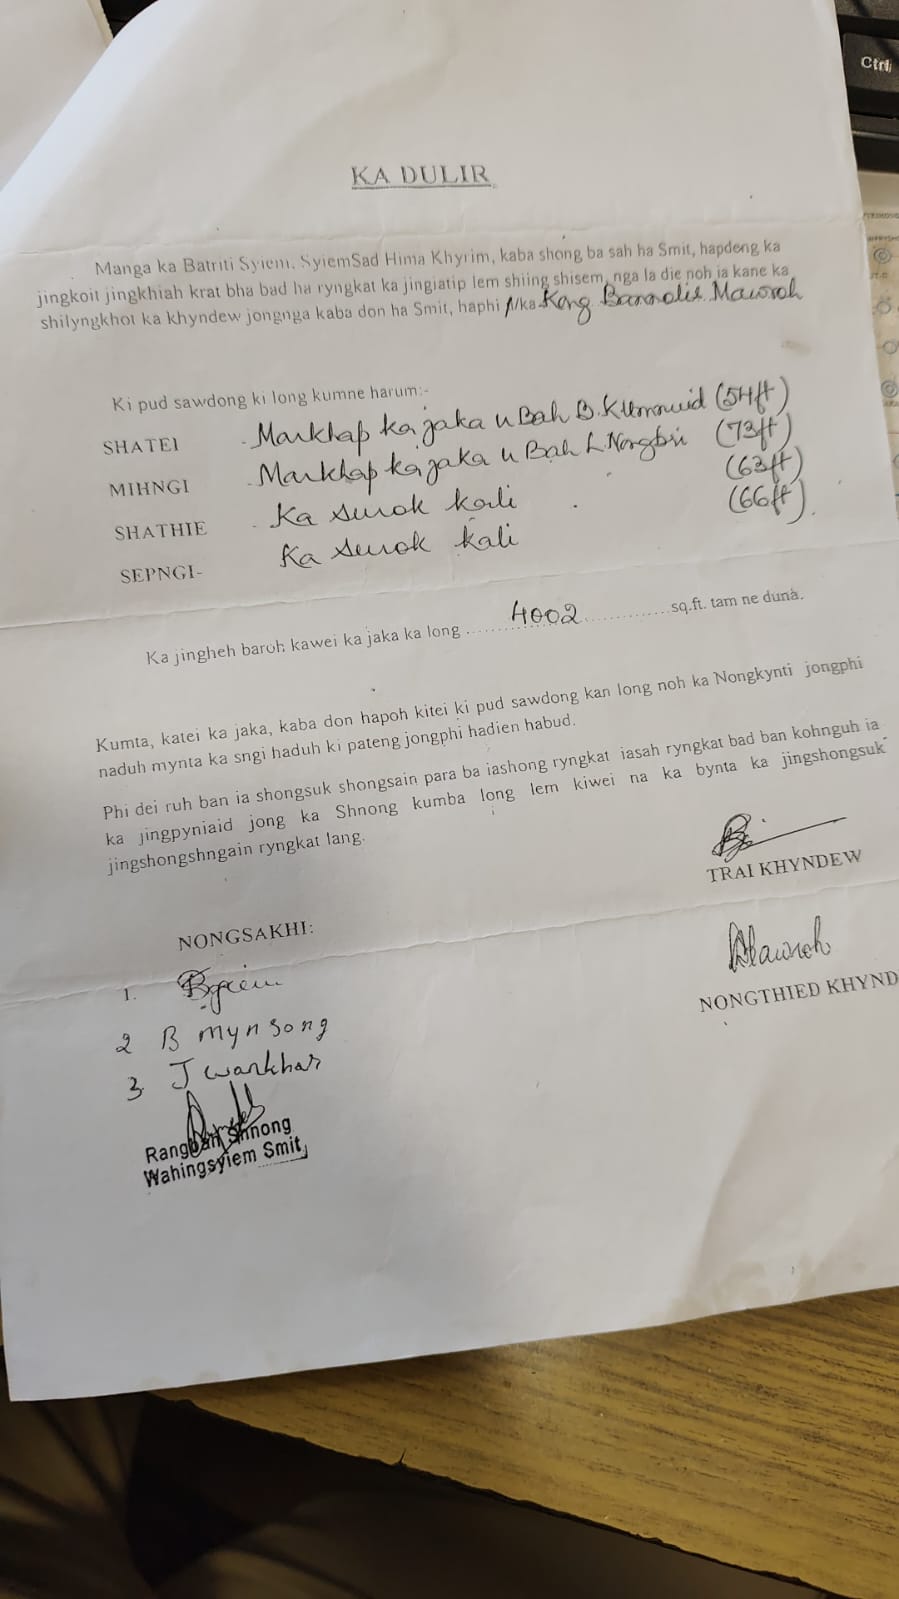 KA DULIR
Manga ka Batriti Syiem, SyiemSad Hima Khyrim, kaba shong ba sah ha Smit, hapdeng ka
jingkoit jingkhiah krat bha bad ha ryngkat ka jingiatip lem shiing shisem, nga la die noh ia kane ka
shilyngkhot ka khyndew jongnga kaba don ha Smit, haphi /ka Kong Mawroh
Ki pud sawdong ki long kumne harum:-
SHATEI Markhap ka jaka u Bah B. (54ft)
MIHNGI Markhap ka jaka u Bah L. Nongbri (73ft)
SHATHIE Ka surok kali (63ft)
SEPNGI- Ka surok kali (66ft).
Ka jingheh baroh kawei ka jaka ka long 4002 sq.ft. tam ne duna.
Kumta, katei ka jaka, kaba don hapoh kitei ki pud sawdong kan long noh ka Nongkynti jongphi
naduh mynta ka sngi haduh ki pateng jongphi hadien habud.
Phi dei ruh ban ia shongsuk shongsain para ba iashong ryngkat iasah ryngkat bad ban kohnguh ia
ka jingpyniaid jong ka Shnong kumba long lem kiwei na ka bynta ka jingshongsuk
jingshongshngain ryngkat lang.
TRAI KHYNDEW
NONGSAKHI:
Mawroh
NONGTHIED KHYND
1.
2 B Mynsong
3. J Warkhar
Rangbah Shnong
Wahingsyiem Smit
Ctrl